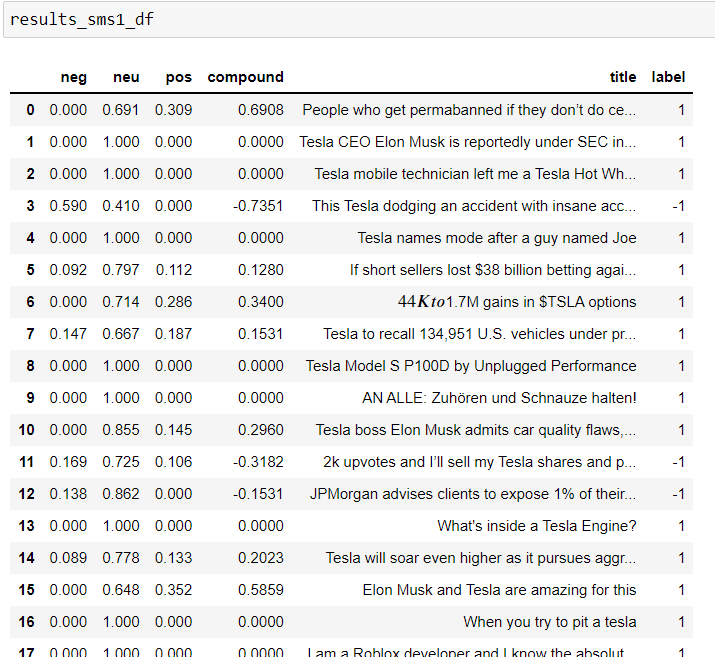 results_sms1_df
neg neu pos compound title label
0 0.000 0.691 0.309 0.6908 People who get permabanned if they don’t do ce... 1
1 0.000 1.000 0.000 0.0000 Tesla CEO Elon Musk is reportedly under SEC in... 1
2 0.000 1.000 0.000 0.0000 Tesla mobile technician left me a Tesla Hot Wh... 1
3 0.590 0.410 0.000 -0.7351 This Tesla dodging an accident with insane acc... -1
4 0.000 1.000 0.000 0.0000 Tesla names mode after a guy named Joe 1
5 0.092 0.797 0.112 0.1280 If short sellers lost $38 billion betting agai... 1
6 0.000 0.714 0.286 0.3400 44Kto1.7M gains in $TSLA options 1
7 0.147 0.667 0.187 0.1531 Tesla to recall 134,951 U.S. vehicles under pr... 1
8 0.000 1.000 0.000 0.0000 Tesla Model S P100D by Unplugged Performance 1
9 0.000 1.000 0.000 0.0000 AN ALLE: Zuhören und Schnauze halten! 1
10 0.000 0.855 0.145 0.2960 Tesla boss Elon Musk admits car quality flaws,... 1
11 0.169 0.725 0.106 -0.3182 2k upvotes and I’ll sell my Tesla shares and p... -1
12 0.138 0.862 0.000 -0.1531 JPMorgan advises clients to expose 1% of their... -1
13 0.000 1.000 0.000 0.0000 What's inside a Tesla Engine? 1
14 0.089 0.778 0.133 0.2023 Tesla will soar even higher as it pursues aggr... 1
15 0.000 0.648 0.352 0.5859 Elon Musk and Tesla are amazing for this 1
16 0.000 1.000 0.000 0.0000 When you try to pit a tesla 1
17 0.000 1.000 0.000 0.0000 I am a Roblox developer and I know the absolut... 1